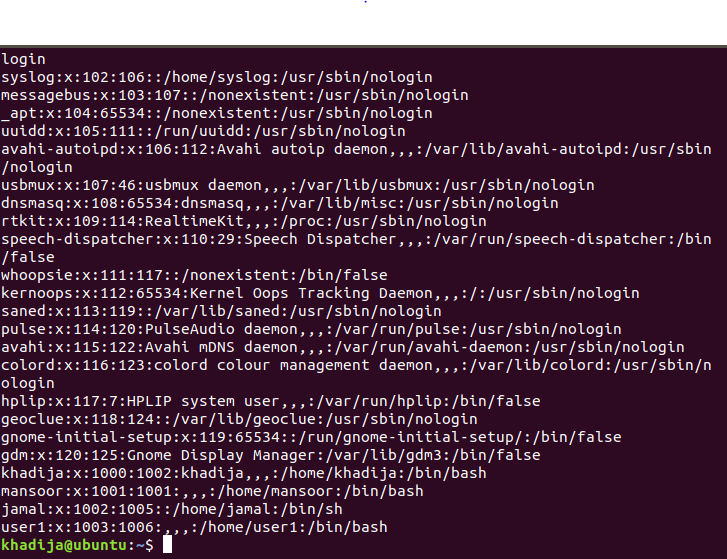 login
syslog:x:102:106::/home/syslog:/usr/sbin/nologin
messagebus:x:103:107::/nonexistent:/usr/sbin/nologin
_apt:x:104:65534::/nonexistent:/usr/sbin/nologin
uuidd:x:105:111::/run/uuidd:/usr/sbin/nologin
avahi-autoipd:x:106:112:Avahi autoip daemon,,,:/var/lib/avahi-autoipd:/usr/sbin
/nologin
usbmux:x:107:46:usbmux daemon,,,:/var/lib/usbmux:/usr/sbin/nologin
dnsmasq:x:108:65534:dnsmasq,,,:/var/lib/misc:/usr/sbin/nologin
rtkit:x:109:114:RealtimeKit,,,:/proc:/usr/sbin/nologin
speech-dispatcher:x:110:29:Speech Dispatcher,,,:/var/run/speech-dispatcher:/bin
/false
whoopsie:x:111:117::/nonexistent:/bin/false
kernoops:x:112:65534:Kernel Oops Tracking Daemon,,,:/:/usr/sbin/nologin
saned:x:113:119::/var/lib/saned:/usr/sbin/nologin
pulse:x:114:120:PulseAudio daemon,,,:/var/run/pulse:/usr/sbin/nologin
avahi:x:115:122:Avahi mDNS daemon,,,:/var/run/avahi-daemon:/usr/sbin/nologin
colord:x:116:123:colord colour management daemon,,,:/var/lib/colord:/usr/sbin/n
ologin
hplip:x:117:7:HPLIP system user,,,:/var/run/hplip:/bin/false
geoclue:x:118:124::/var/lib/geoclue:/usr/sbin/nologin
gnome-initial-setup:x:119:65534::/run/gnome-initial-setup/:/bin/false
gdm:x:120:125:Gnome Display Manager:/var/lib/gdm3:/bin/false
khadija:x:1000:1002:khadija,,,:/home/khadija:/bin/bash
mansoor:x:1001:1001:,,,:/home/mansoor:/bin/bash
jamal:x:1002:1005::/home/jamal:/bin/sh
user1:x:1003:1006:,,,:/home/user1:/bin/bash
khadija@ubuntu:~$